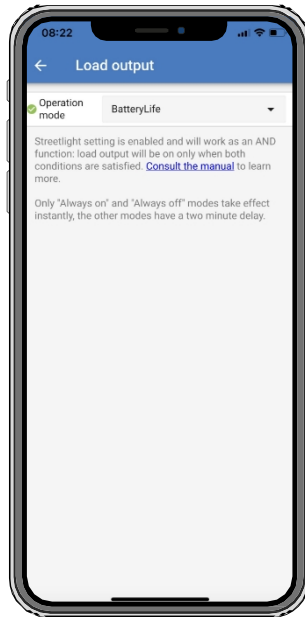 08:22
Load output
Operation
mode
BatteryLife
Streetlight setting is enabled and will work as an AND
function: load output will be on only when both
conditions are satisfied. Consult the manual to learn
more.
Only "Always on" and "Always off" modes take effect
instantly, the other modes have a two minute delay.